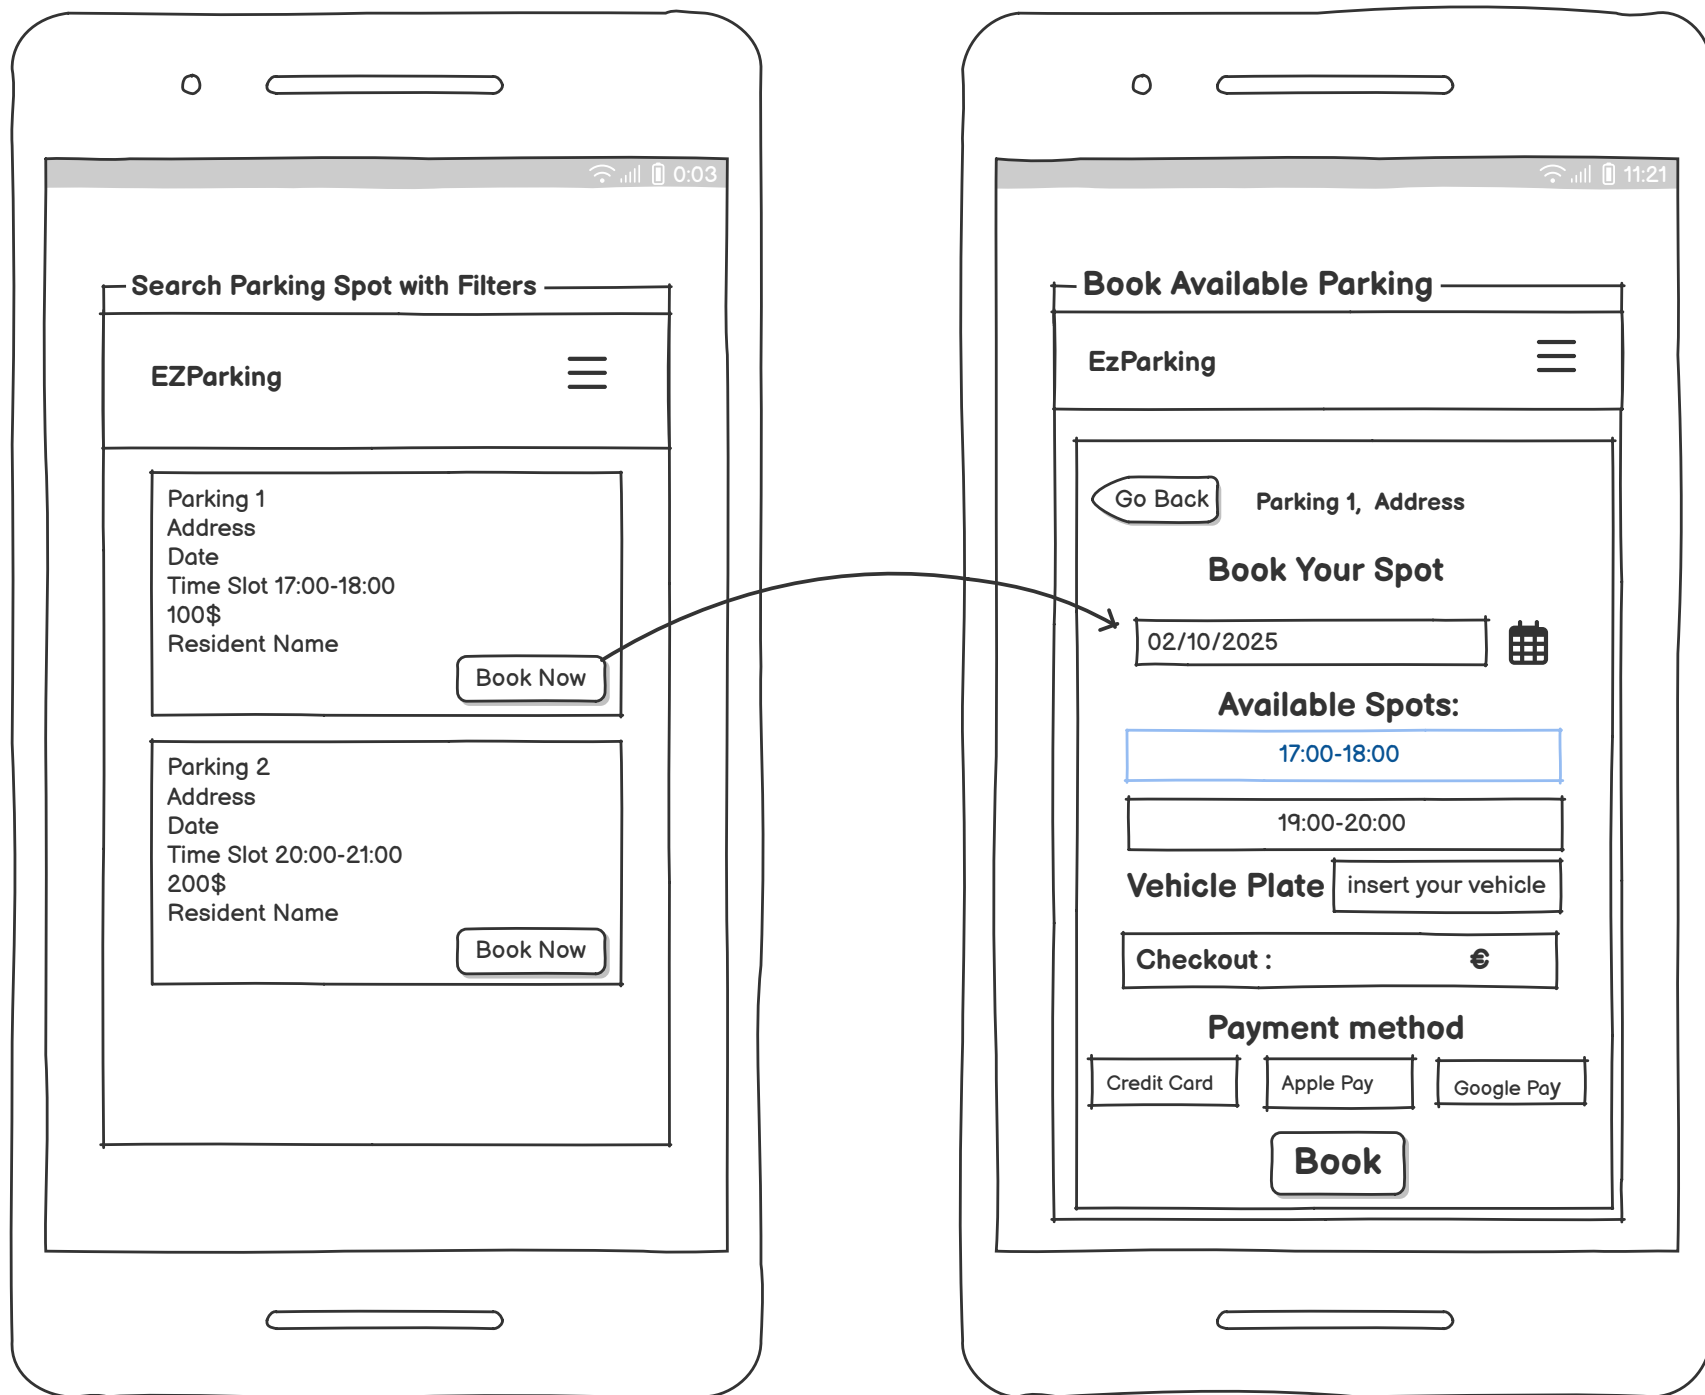 0:03
Search Parking Spot with Filters
EZParking
Parking 1
Address
Date
Time Slot 17:00-18:00
100$
Resident Name
Book Now
Parking 2
Address
Date
Time Slot 20:00-21:00
200$
Resident Name
Book Now
11:21
Book Available Parking
EzParking
Go Back
Parking 1, Address
Book Your Spot
02/10/2025
Available Spots:
17:00-18:00
19:00-20:00
Vehicle Plate insert your vehicle
Checkout : €
Payment method
Credit Card Apple Pay Google Pay
Book